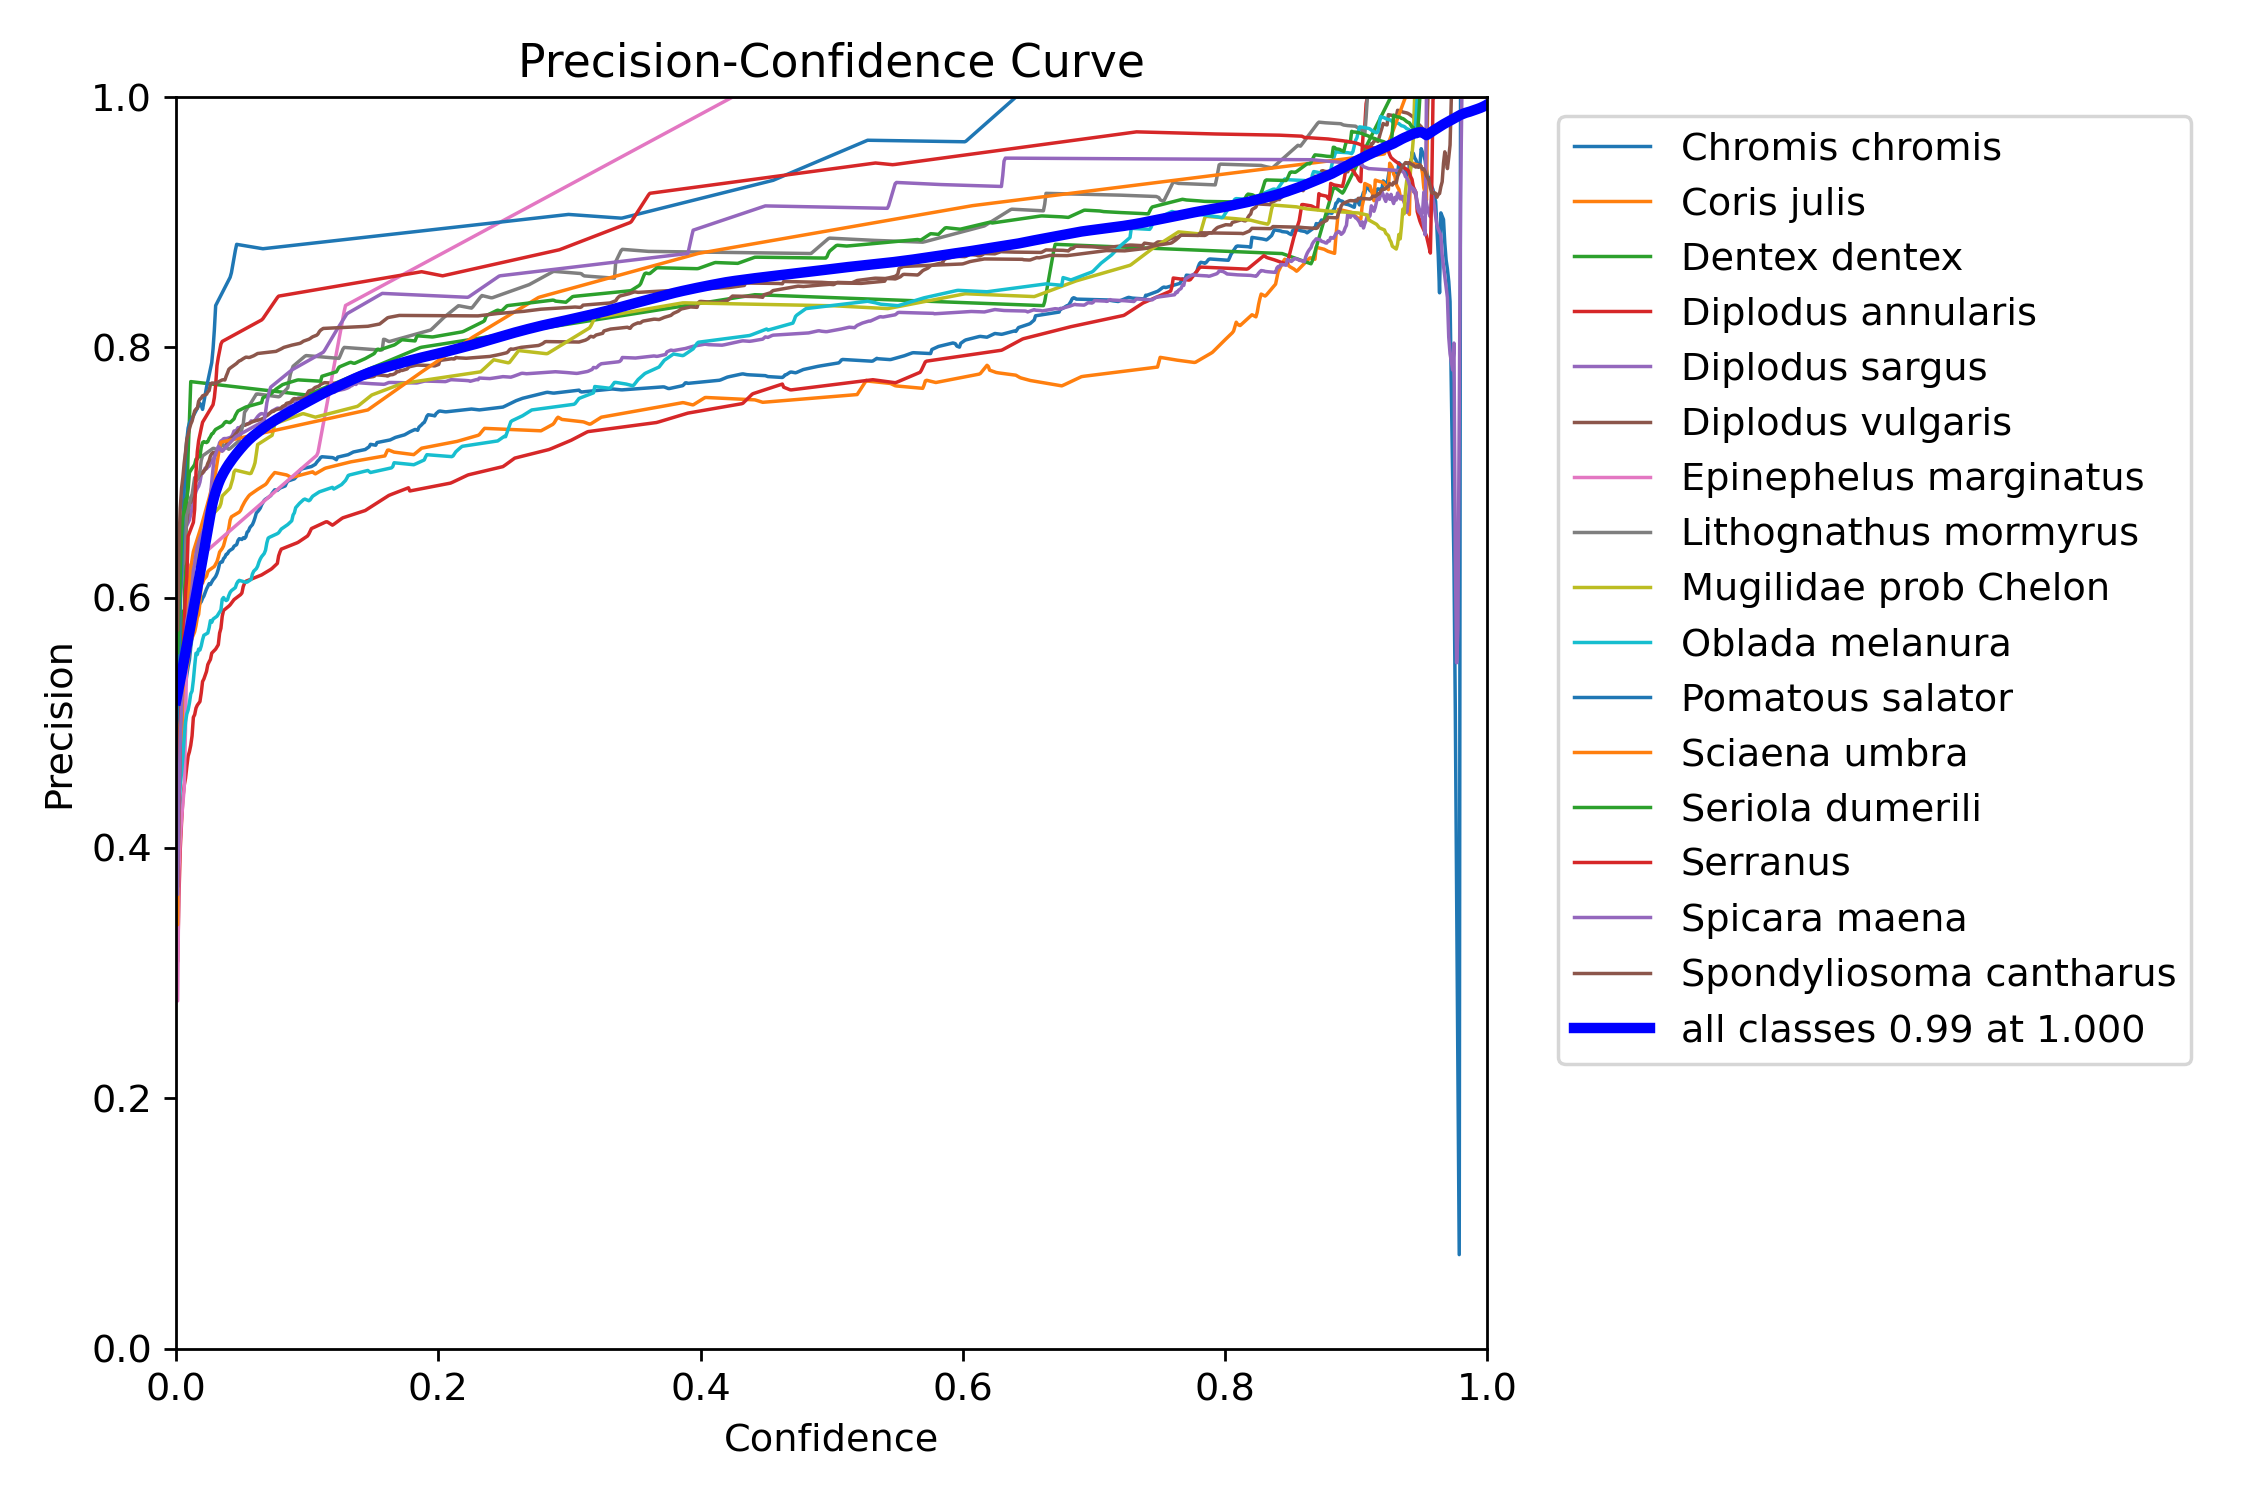 Precision-Confidence Curve
1.0
0.8
0.6
0.4
0.2
0.0
Precision
0.0 0.2 0.4 0.6 0.8 1.0
Confidence
Chromis chromis
Coris julis
Dentex dentex
Diplodus annularis
Diplodus sargus
Diplodus vulgaris
Epinephelus marginatus
Lithognathus mormyrus
Mugilidae prob Chelon
Oblada melanura
Pomatous salator
Sciaena umbra
Seriola dumerili
Serranus
Spicara maena
Spondyliosoma cantharus
all classes 0.99 at 1.000